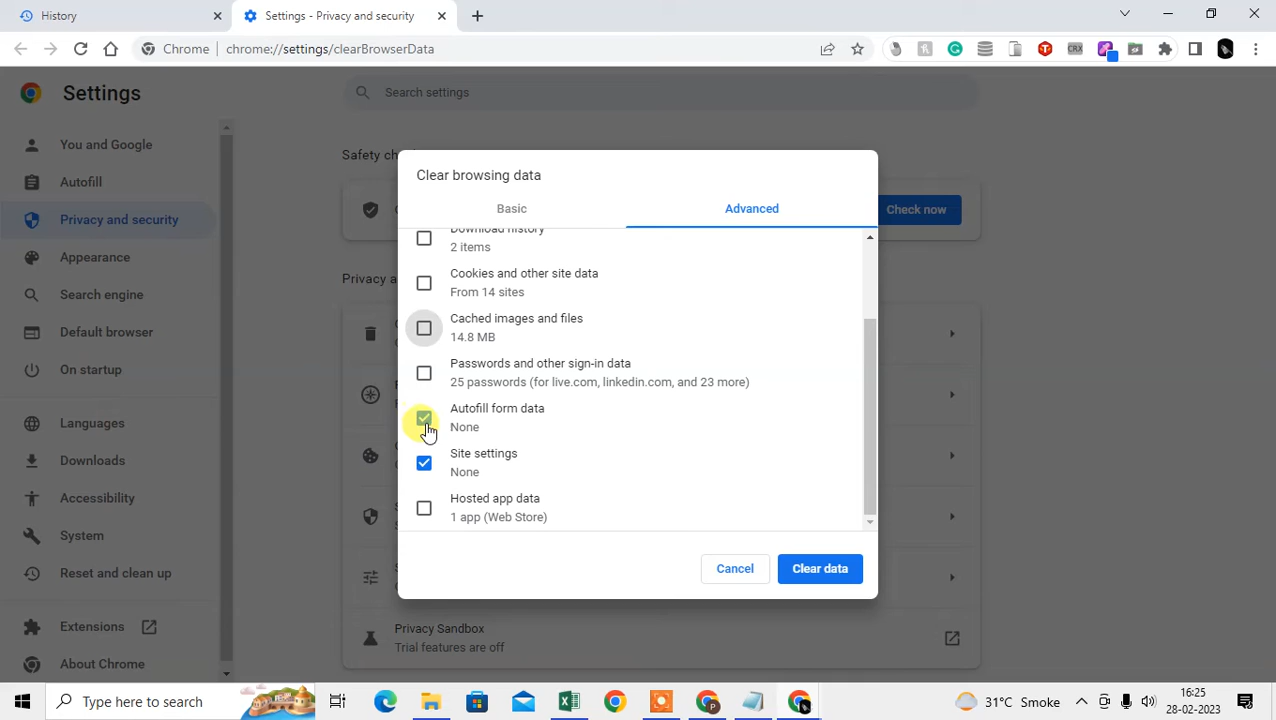 History
Settings - Privacy and security
Chrome
chrome://settings/clearBrowserData
CRX
Settings
Search settings
You and Google
Autofill
Privacy and security
Appearance
Search engine
Default browser
On startup
Languages
Downloads
Accessibility
System
Reset and clean up
Extensions
About Chrome
Safety ch
Check now
Privacy a
Clear browsing data
Basic
Advanced
Download history
2 items
Cookies and other site data
From 14 sites
Cached images and files
14.8 MB
Passwords and other sign-in data
25 passwords (for live.com, linkedin.com, and 23 more)
Autofill form data
None
Site settings
None
Hosted app data
1 app (Web Store)
Cancel
Clear data
Privacy Sandbox
Trial features are off
Type here to search
31°C Smoke
16:25
28-02-2023